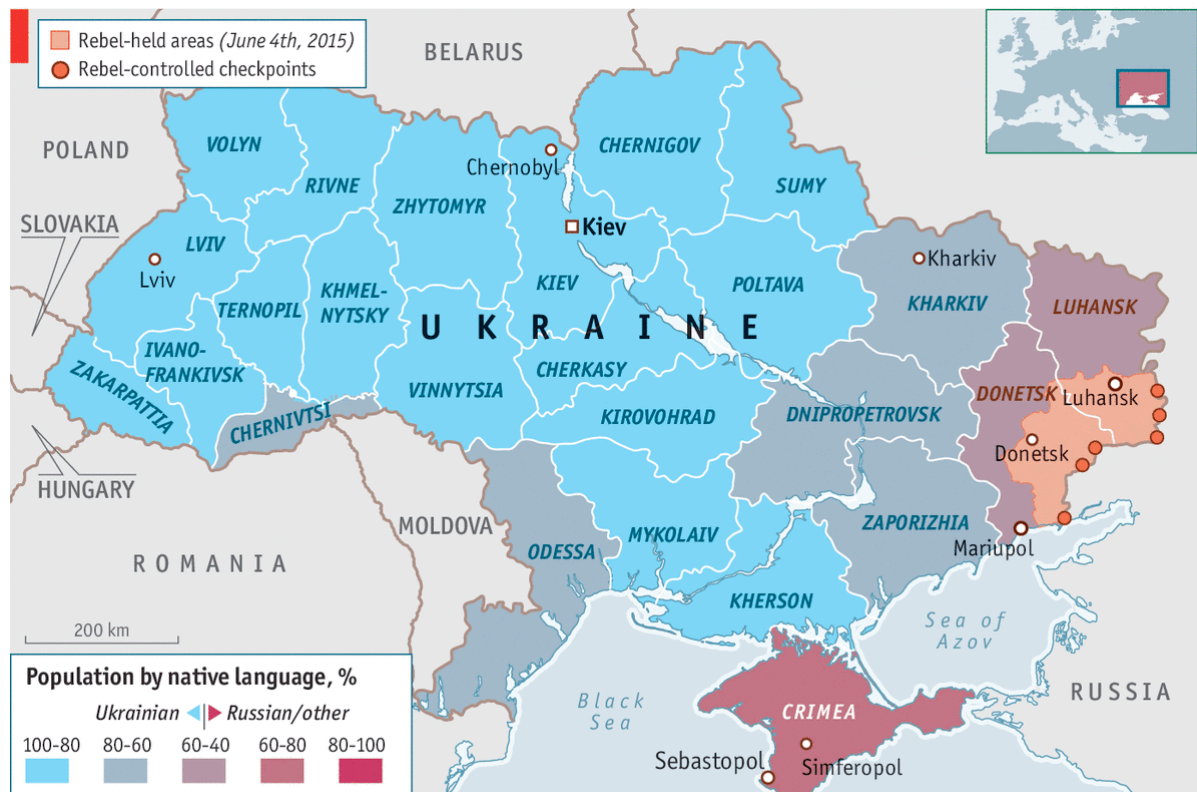 Rebel-held areas (June 4th, 2015)
Rebel-controlled checkpoints
BELARUS
POLAND
SLOVAKIA
HUNGARY
ROMANIA
MOLDOVA
RUSSIA
VOLYN
RIVNE
ZHYTOMYR
Chernobyl
CHERNIGOV
SUMY
Kiev
LVIV
Lviv
TERNOPIL
KHMEL-
NYTSKY
KIEV
POLTAVA
Kharkiv
KHARKIV
LUHANSK
UKRAINE
IVANO-
FRANKIVSK
ZAKARPATTIA
CHERNIVTSI
VINNYTSIA
CHERKASY
KIROVOHRAD
DNIPROPETROVSK
DONETSK
Luhansk
Donetsk
ODESSA
MYKOLAIV
ZAPORIZHIA
Mariupol
KHERSON
Sea of
Azov
Black
Sea
CRIMEA
Sebastopol
Simferopol
200 km
Population by native language, %
Ukrainian Russian/other
100-80 80-60 60-40 60-80 80-100